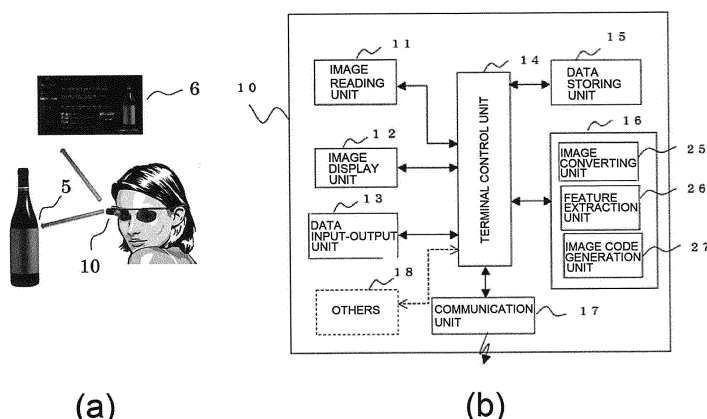 6
5
10
(a)
10
11
IMAGE
READING
UNIT
12
IMAGE
DISPLAY
UNIT
13
DATA
INPUT-OUTPUT
UNIT
18
OTHERS
14
TERMINAL CONTROL UNIT
15
DATA
STORING
UNIT
16
IMAGE
CONVERTING
UNIT
25
FEATURE
EXTRACTION
UNIT
26
IMAGE CODE
GENERATION
UNIT
27
COMMUNICATION
UNIT
17
(b)